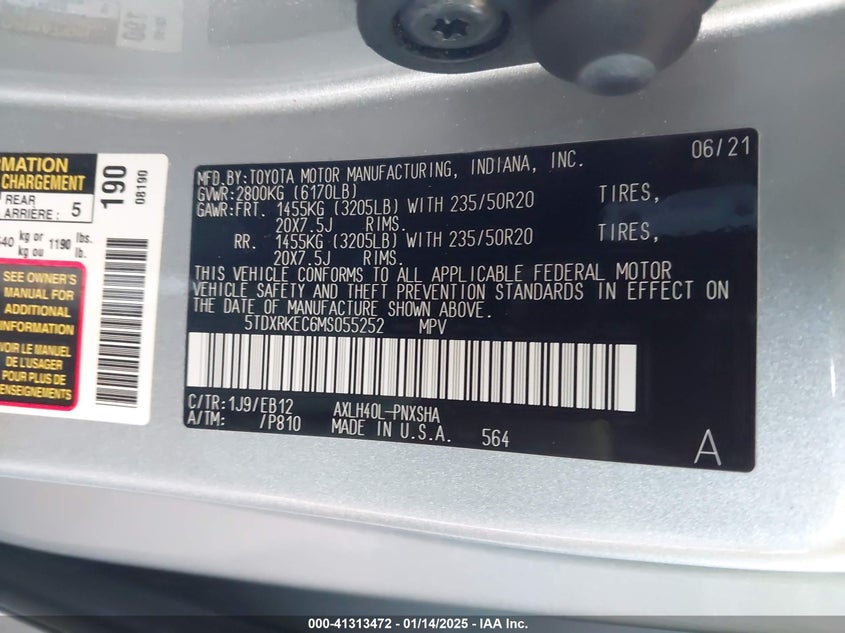 RMATION
CHARGEMENT
REAR
ARRIÈRE : 5
640 kg or 1190 lbs.
kg ou lb.
SEE OWNER'S
MANUAL FOR
ADDITIONAL
INFORMATION
VOIR LE MANUEL
DE L'USAGER
POUR PLUS DE
RENSEIGNEMENTS
190
08190
MFD.BY:TOYOTA MOTOR MANUFACTURING, INDIANA, INC. 06/21
GVWR:2800KG (6170LB)
GAWR:FRT. 1455KG (3205LB) WITH 235/50R20 TIRES,
20X7.5J RIMS.
RR. 1455KG (3205LB) WITH 235/50R20 TIRES,
20X7.5J RIMS.
THIS VEHICLE CONFORMS TO ALL APPLICABLE FEDERAL MOTOR
VEHICLE SAFETY AND THEFT PREVENTION STANDARDS IN EFFECT ON
THE DATE OF MANUFACTURE SHOWN ABOVE.
5TDXRKEC6MS055252 MPV
C/TR:1J9/EB12 AXLH40L-PNXSHA
A/TM: /P810 MADE IN U.S.A. 564
A
000-41313472 - 01/14/2025 - IAA Inc.